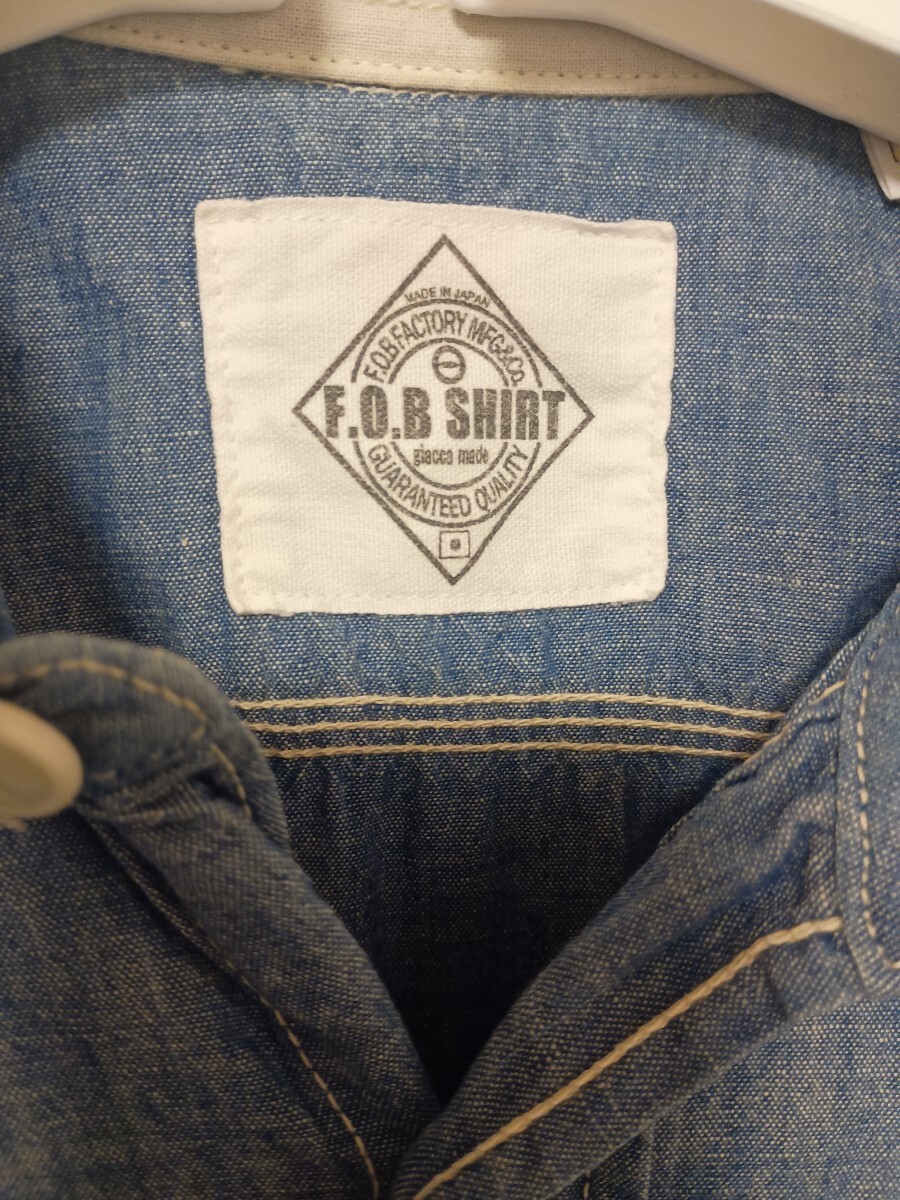 MADE IN JAPAN
F.O.B FACTORY MFG&Co.
F.O.B SHIRT
giacca made
GUARANTEED QUALITY